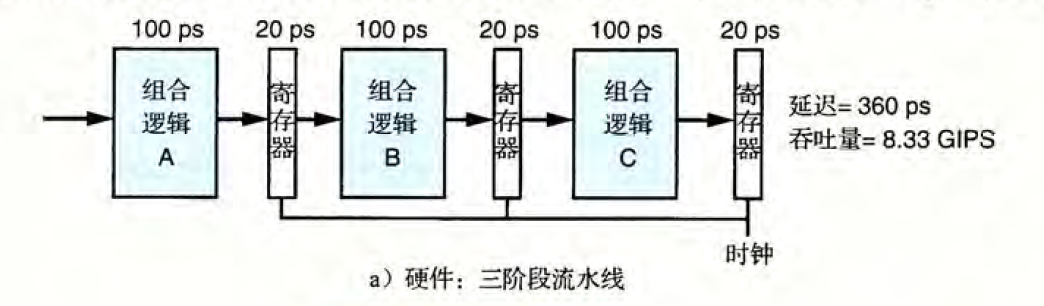 100 ps 20 ps 100 ps 20 ps 100 ps 20 ps
组合
逻辑
A
寄存器
组合
逻辑
B
寄存器
组合
逻辑
C
寄存器
延迟= 360 ps
吞吐量= 8.33 GIPS
时钟
a）硬件：三阶段流水线